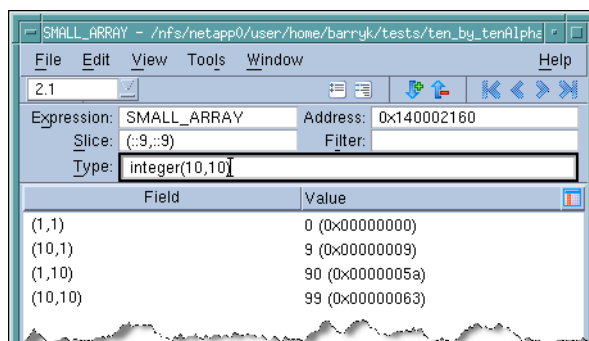 SMALL_ARRAY - /nfs/netapp0/user/home/barryk/tests/ten_by_tenAlpha
File Edit View Tools Window Help
2.1
Expression: SMALL_ARRAY Address: 0x140002160
Slice: (::9,::9) Filter:
Type: integer(10,10)
Field Value
(1,1) 0 (0x00000000)
(10,1) 9 (0x00000009)
(1,10) 90 (0x0000005a)
(10,10) 99 (0x00000063)